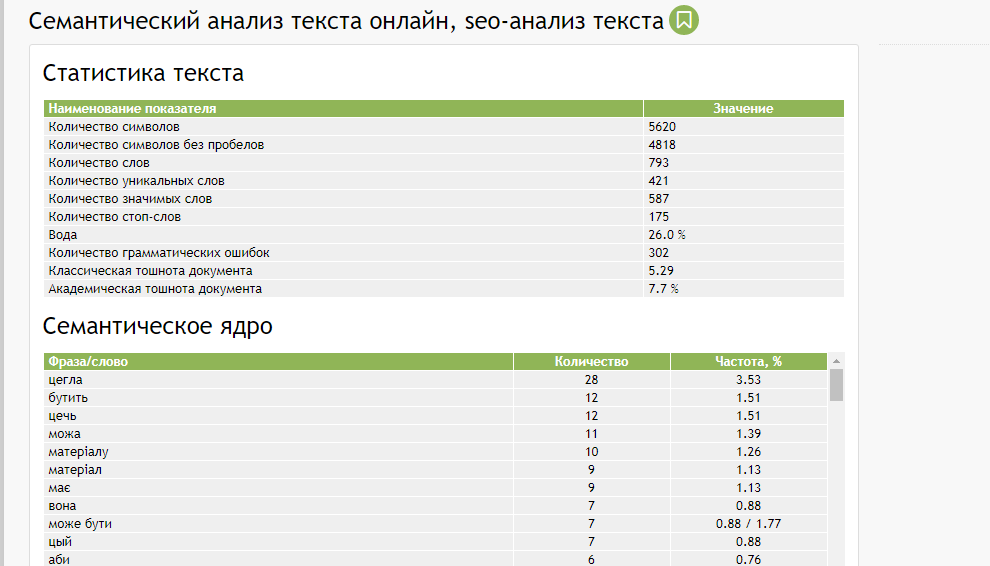 Семантический анализ текста онлайн, seo-анализ текста
Статистика текста
Наименование показателя Значение
Количество символов 5620
Количество символов без пробелов 4818
Количество слов 793
Количество уникальных слов 421
Количество значимых слов 587
Количество стоп-слов 175
Вода 26.0 %
Количество грамматических ошибок 302
Классическая тошнота документа 5.29
Академическая тошнота документа 7.7 %
Семантическое ядро
Фраза/слово Количество Частота, %
цегла 28 3.53
бутить 12 1.51
цечь 12 1.51
можа 11 1.39
матеріалу 10 1.26
матеріал 9 1.13
має 9 1.13
вона 7 0.88
може бути 7 0.88 / 1.77
цый 7 0.88
аби 6 0.76